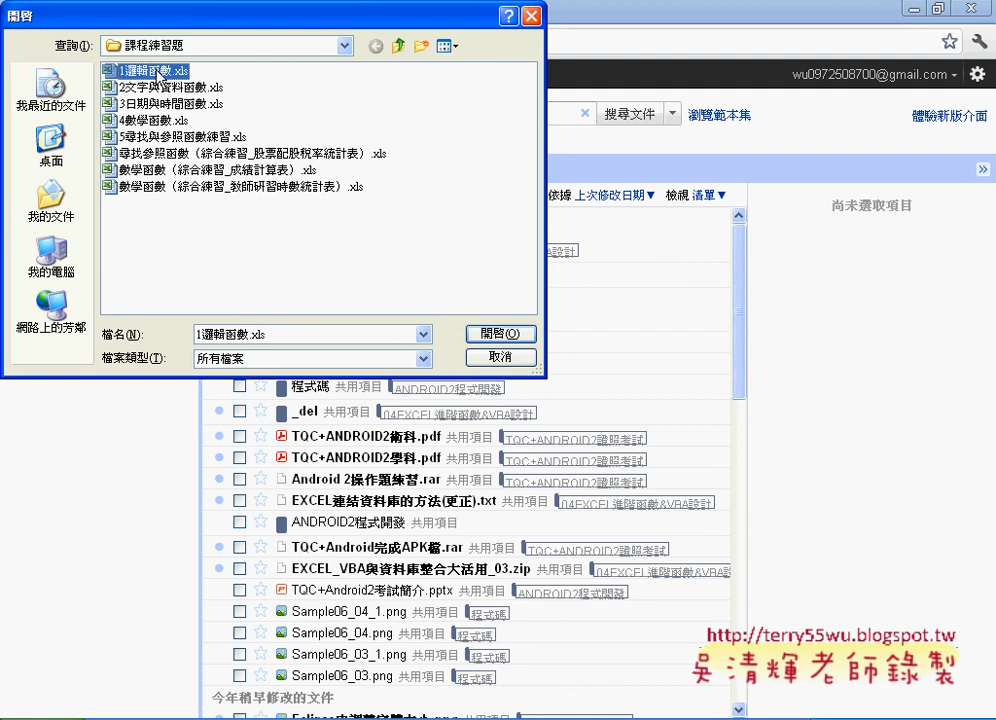 開啓
查詢(I):
課程練習題
我最近的文件
桌面
我的文件
我的電腦
網路上的芳鄰
1邏輯函數.xls
2文字與資料函數.xls
3日期與時間函數.xls
4數學函數.xls
5尋找與參照函數練習.xls
尋找參照函數（綜合練習_股票配股稅率統計表）.xls
數學函數（綜合練習_成績計算表）.xls
數學函數（綜合練習_教師研習時數統計表）.xls
檔名(N):
1邏輯函數.xls
開啓(O)
檔案類型(T):
所有檔案
取消
wu0972508700@gmail.com
搜尋文件
瀏覽範本集
體驗新版介面
依據 上次修改日期▼ 檢視 清單▼
尚未選取項目
程式碼 共用項目 ANDROID2程式開發
_del 共用項目 04EXCEL進階函數&VBA設計
TQC+ANDROID2術科.pdf 共用項目 TQC+ANDROID2證照考試
TQC+ANDROID2學科.pdf 共用項目 TQC+ANDROID2證照考試
Android 2操作題練習.rar 共用項目 TQC+ANDROID2證照考試
EXCEL連結資料庫的方法(更正).txt 共用項目 04EXCEL進階函數&VBA設計
ANDROID2程式開發 共用項目
TQC+Android完成APK檔.rar 共用項目 TQC+ANDROID2證照考試
EXCEL_VBA與資料庫整合大活用_03.zip 共用項目 04EXCEL進階函數&VBA設
TQC+Android2考試簡介.pptx 共用項目 ANDROID2程式開發
Sample06_04_1.png 共用項目 程式碼
Sample06_04.png 共用項目 程式碼
Sample06_03_1.png 共用項目 程式碼
Sample06_03.png 共用項目 程式碼
今年稍早修改的文件
http://terry55wu.blogspot.tw
吳清輝老師錄製